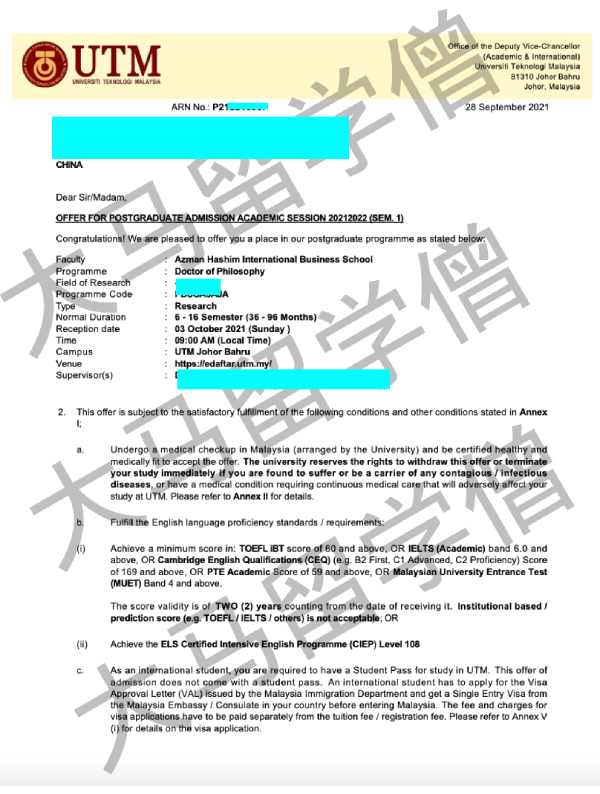 UTM
UNIVERSITI TEKNOLOGI MALAYSIA
Office of the Deputy Vice-Chancellor
(Academic & International)
Universiti Teknologi Malaysia
81310 Johor Bahru
Johor, Malaysia
ARN No.: P21
28 September 2021
CHINA
Dear Sir/Madam,
OFFER FOR POSTGRADUATE ADMISSION ACADEMIC SESSION 20212022 (SEM. 1)
Congratulations! We are pleased to offer you a place in our postgraduate programme as stated below:
Faculty : Azman Hashim International Business School
Programme : Doctor of Philosophy
Field of Research :
Programme Code :
Type : Research
Normal Duration : 6 - 16 Semester (36 - 96 Months)
Reception date : 03 October 2021 (Sunday )
Time : 09:00 AM (Local Time)
Campus : UTM Johor Bahru
Venue : https://edaftar.utm.my/
Supervisor(s) :
2. This offer is subject to the satisfactory fulfillment of the following conditions and other conditions stated in Annex
I;
a. Undergo a medical checkup in Malaysia (arranged by the University) and be certified healthy and
medically fit to accept the offer. The university reserves the rights to withdraw this offer or terminate
your study immediately if you are found to suffer or be a carrier of any contagious / infectious
diseases, or have a medical condition requiring continuous medical care that will adversely affect your
study at UTM. Please refer to Annex II for details.
b. Fulfill the English language proficiency standards / requirements:
(i) Achieve a minimum score in: TOEFL iBT score of 60 and above, OR IELTS (Academic) band 6.0 and
above, OR Cambridge English Qualifications (CEQ) (e.g. B2 First, C1 Advanced, C2 Proficiency) Score
of 169 and above, OR PTE Academic Score of 59 and above, OR Malaysian University Entrance Test
(MUET) Band 4 and above.
The score validity is of TWO (2) years counting from the date of receiving it. Institutional based /
prediction score (e.g. TOEFL / IELTS / others) is not acceptable; OR
(ii) Achieve the ELS Certified Intensive English Programme (CIEP) Level 108
c. As an international student, you are required to have a Student Pass for study in UTM. This offer of
admission does not come with a student pass. An international student has to apply for the Visa
Approval Letter (VAL) issued by the Malaysia Immigration Department and get a Single Entry Visa from
the Malaysia Embassy / Consulate in your country before entering Malaysia. The fee and charges for
visa applications have to be paid separately from the tuition fee / registration fee. Please refer to Annex V
(i) for details on the visa application.
大马留学僧
大马留学僧
大马留学僧